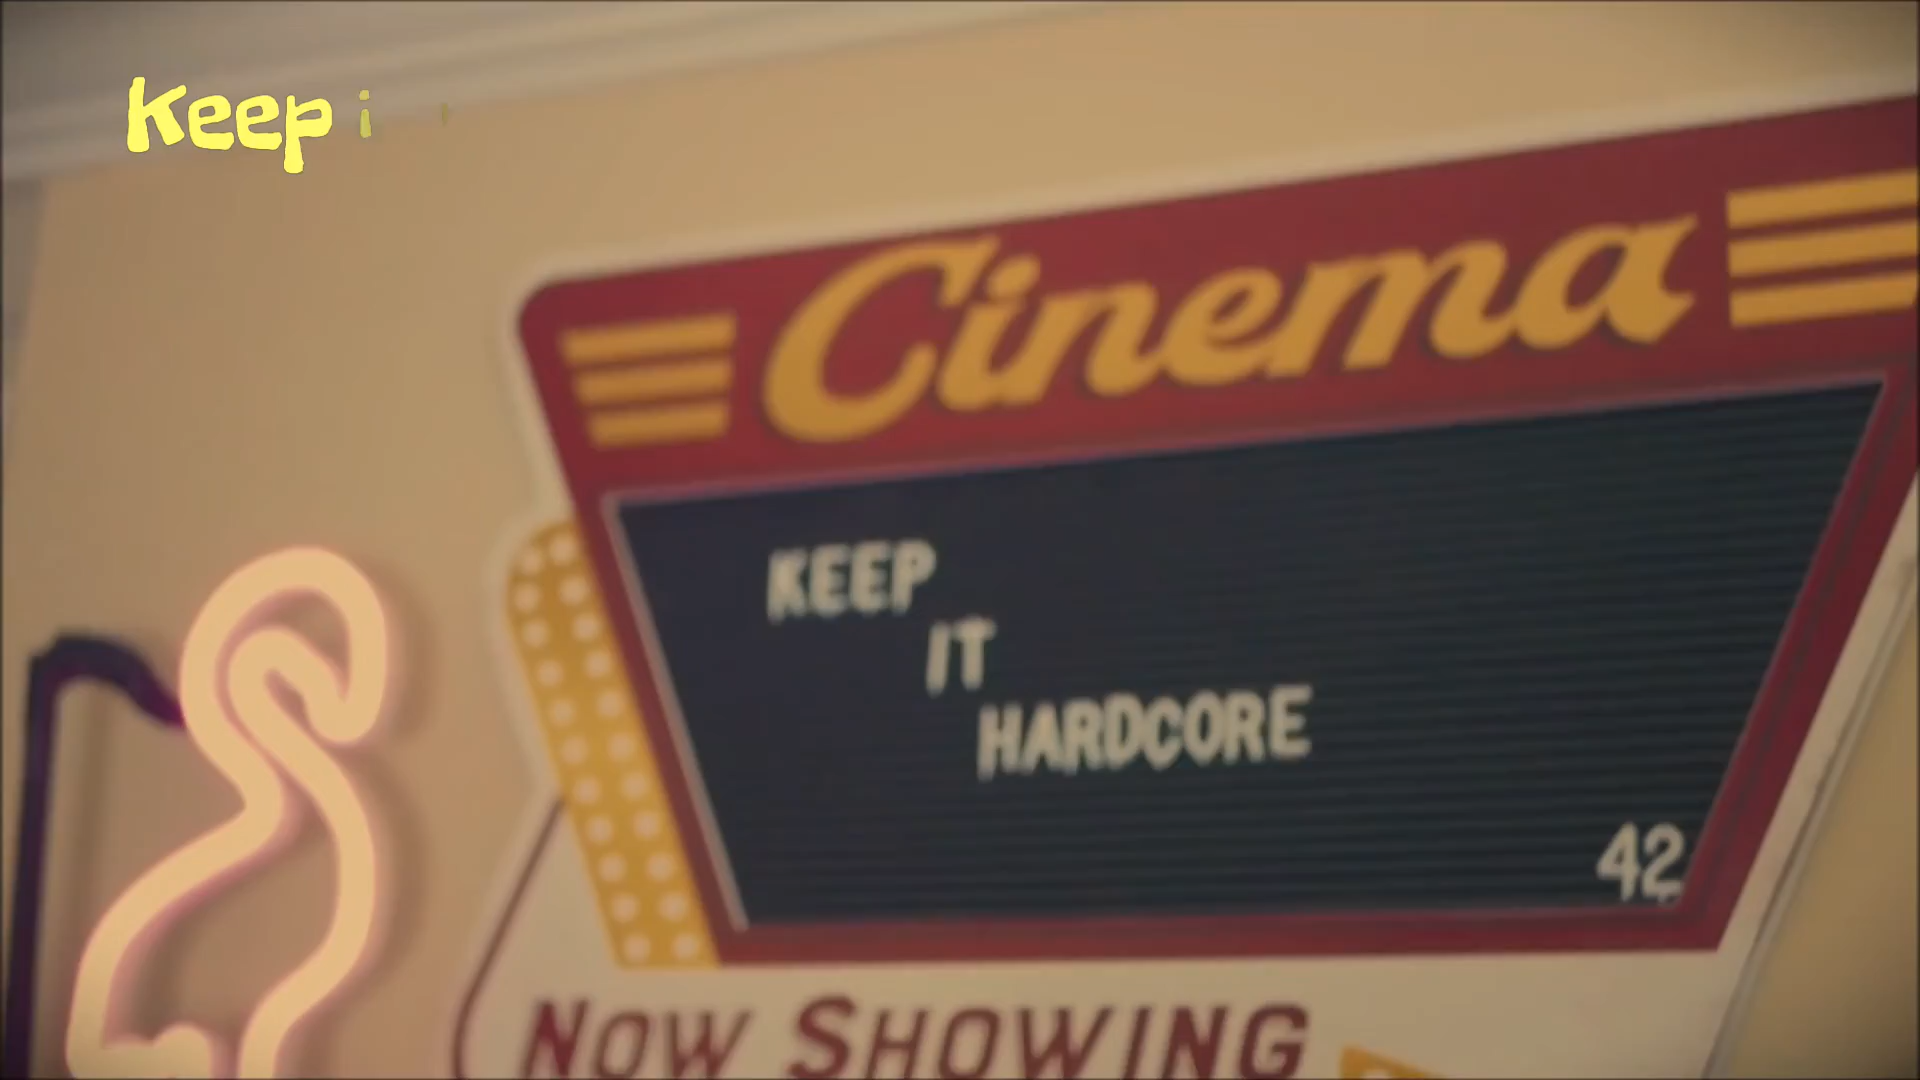 Keep i
Cinema
KEEP
IT
HARDCORE
42
NOW SHOWING